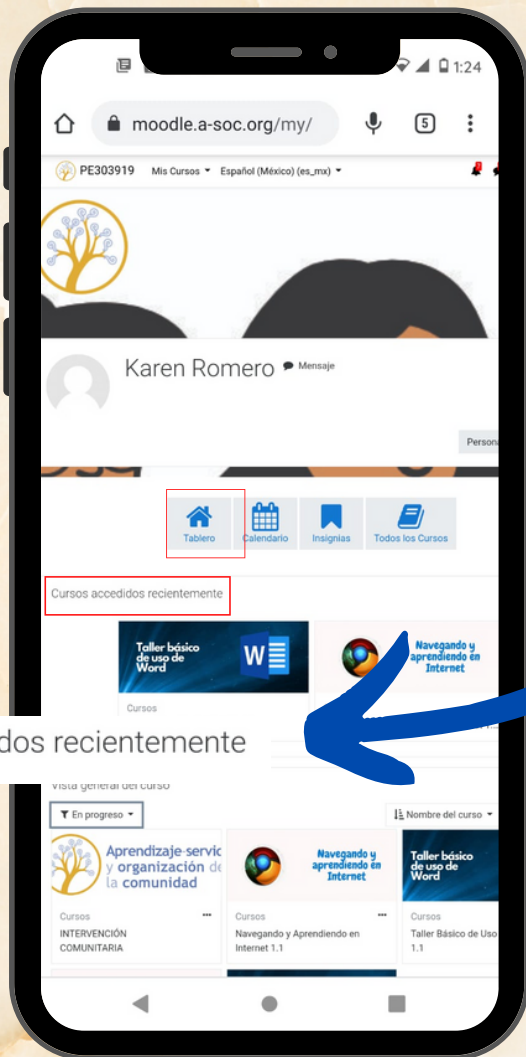 1:24
moodle.a-soc.org/my/
5
PE303919 Mis Cursos Español (México) (es_mx)
Karen Romero Mensaje
Person
Tablero Calendario Insignias Todos los Cursos
Cursos accedidos recientemente
Taller básico
de uso de
Word
W
Navegando y
aprendiendo en
Internet
Cursos
dos recientemente
Vista general del curso
En progreso
Nombre del curso
Aprendizaje-servic
y organización de
la comunidad
Navegando y
aprendiendo en
Internet
Taller básico
de uso de
Word
Cursos
INTERVENCIÓN
COMUNITARIA
Cursos
Navegando y Aprendiendo en
Internet 1.1
Cursos
Taller Básico de Uso
1.1